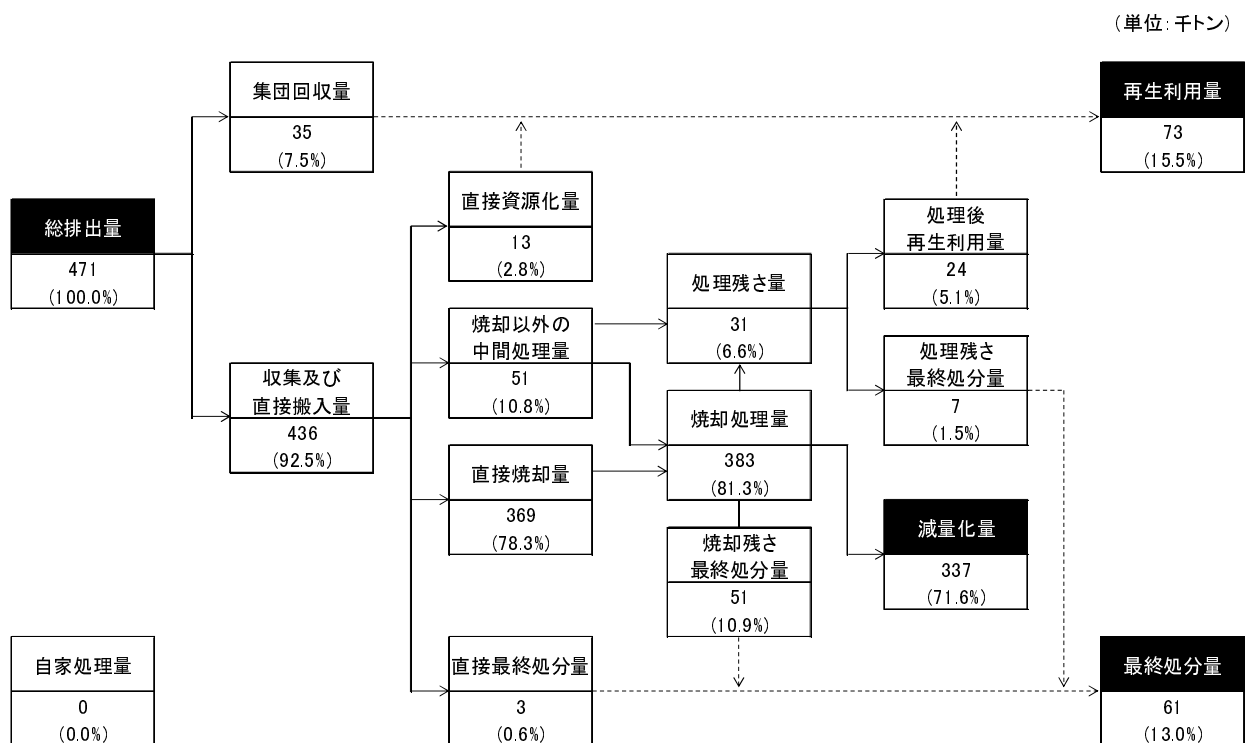 （単位：千トン）
集団回収量
35
(7.5%)
再生利用量
73
(15.5%)
総排出量
471
(100.0%)
直接資源化量
13
(2.8%)
処理後
再生利用量
24
(5.1%)
処理残さ量
31
(6.6%)
焼却以外の
中間処理量
51
(10.8%)
処理残さ
最終処分量
7
(1.5%)
収集及び
直接搬入量
436
(92.5%)
焼却処理量
383
(81.3%)
直接焼却量
369
(78.3%)
減量化量
337
(71.6%)
焼却残さ
最終処分量
51
(10.9%)
自家処理量
0
(0.0%)
直接最終処分量
3
(0.6%)
最終処分量
61
(13.0%)